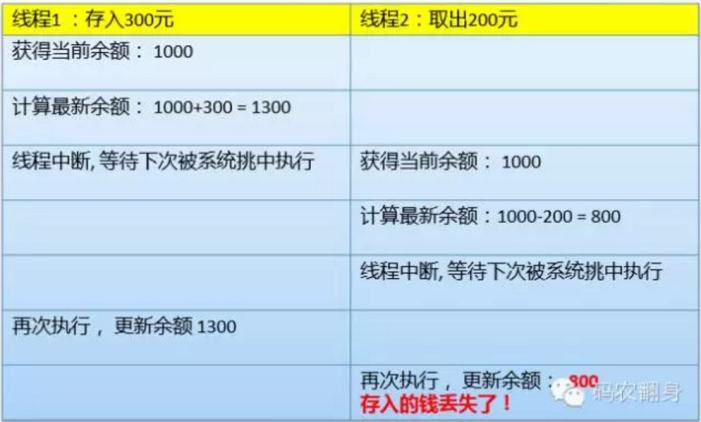 线程1：存入300元
线程2：取出200元
获得当前余额： 1000
计算最新余额： 1000+300 = 1300
线程中断, 等待下次被系统挑中执行
获得当前余额： 1000
计算最新余额：1000-200 = 800
线程中断, 等待下次被系统挑中执行
再次执行， 更新余额 1300
再次执行， 更新余额： 800
存入的钱丢失了！
码农翻身